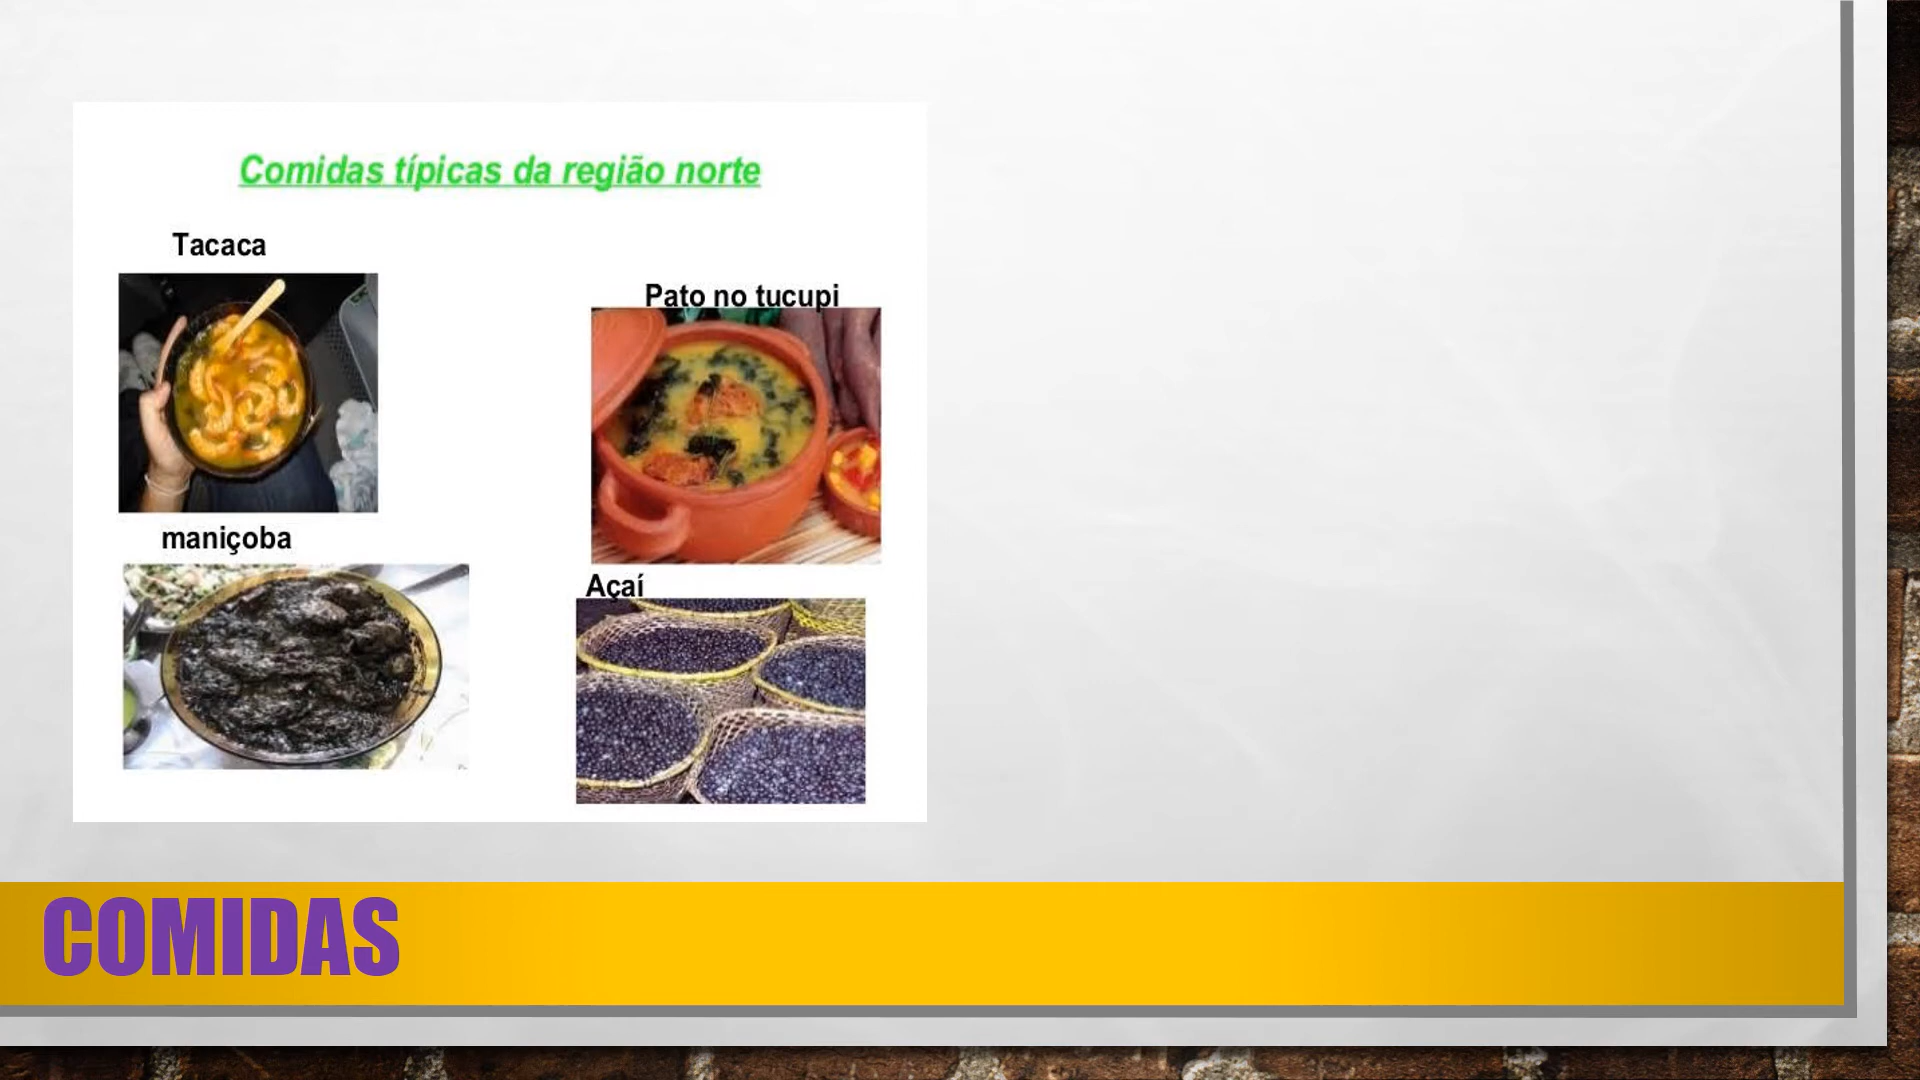 Comidas típicas da região norte
Tacaca
Pato no tucupi
maniçoba
Açaí
COMIDAS